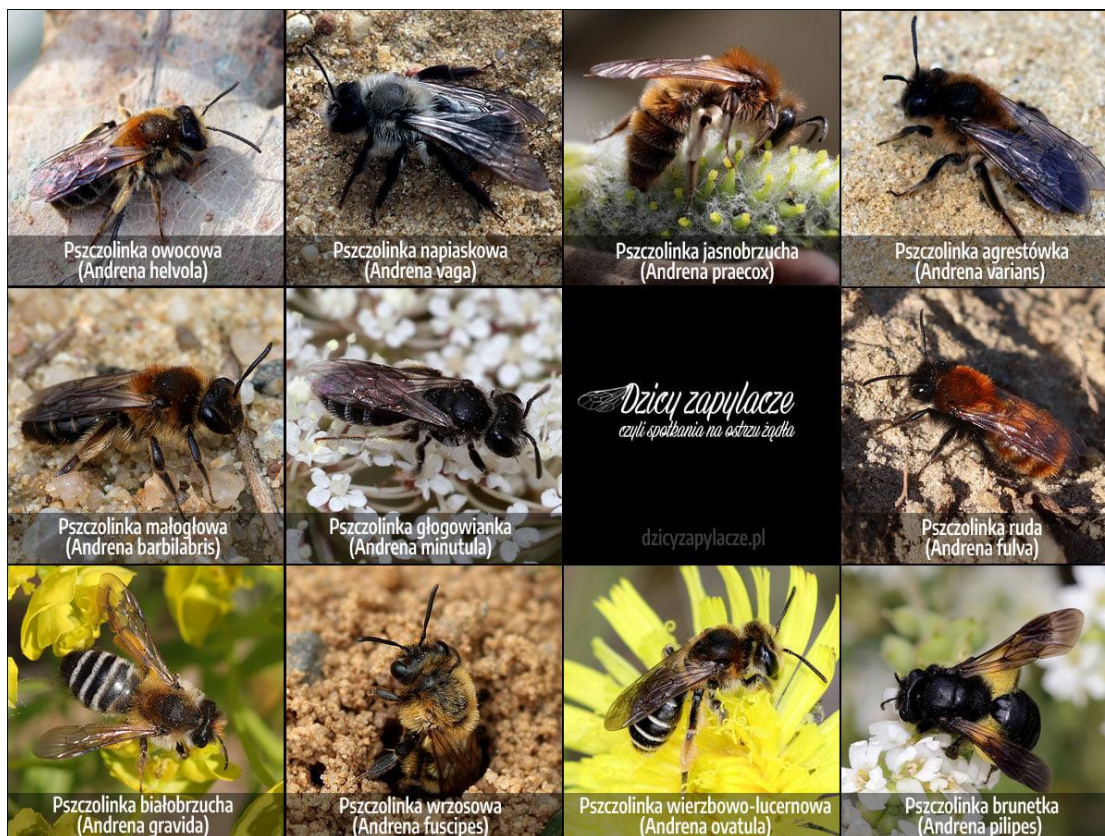 Pszczolinka owocowa
(Andrena helvola)
Pszczolinka napiaskowa
(Andrena vaga)
Pszczolinka jasnobrzucha
(Andrena praecox)
Pszczolinka agrestówka
(Andrena varians)
Pszczolinka małogłowa
(Andrena barbilabris)
Pszczolinka głogowianka
(Andrena minutula)
Dzicy zapylacze
czyli spotkania na ostrzu żądła
dzicyzapylacze.pl
Pszczolinka ruda
(Andrena fulva)
Pszczolinka białobrzucha
(Andrena gravida)
Pszczolinka wrzosowa
(Andrena fuscipes)
Pszczolinka wierzbowo-lucernowa
(Andrena ovatula)
Pszczolinka brunetka
(Andrena pilipes)